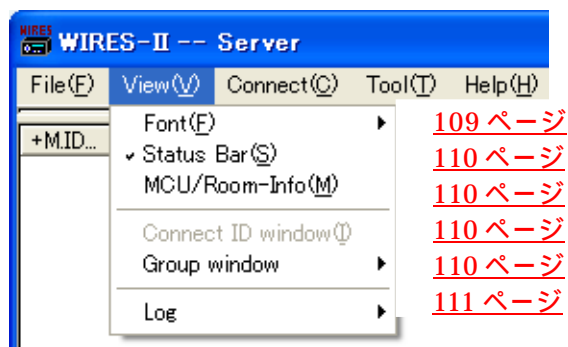 WIRES WIRES-II -- Server
File(F) View(V) Connect(C) Tool(T) Help(H)
+M.ID...
Font(F) 109 ページ
Status Bar(S) 110 ページ
MCU/Room-Info(M) 110 ページ
Connect ID window(I) 110 ページ
Group window 110 ページ
Log 111 ページ